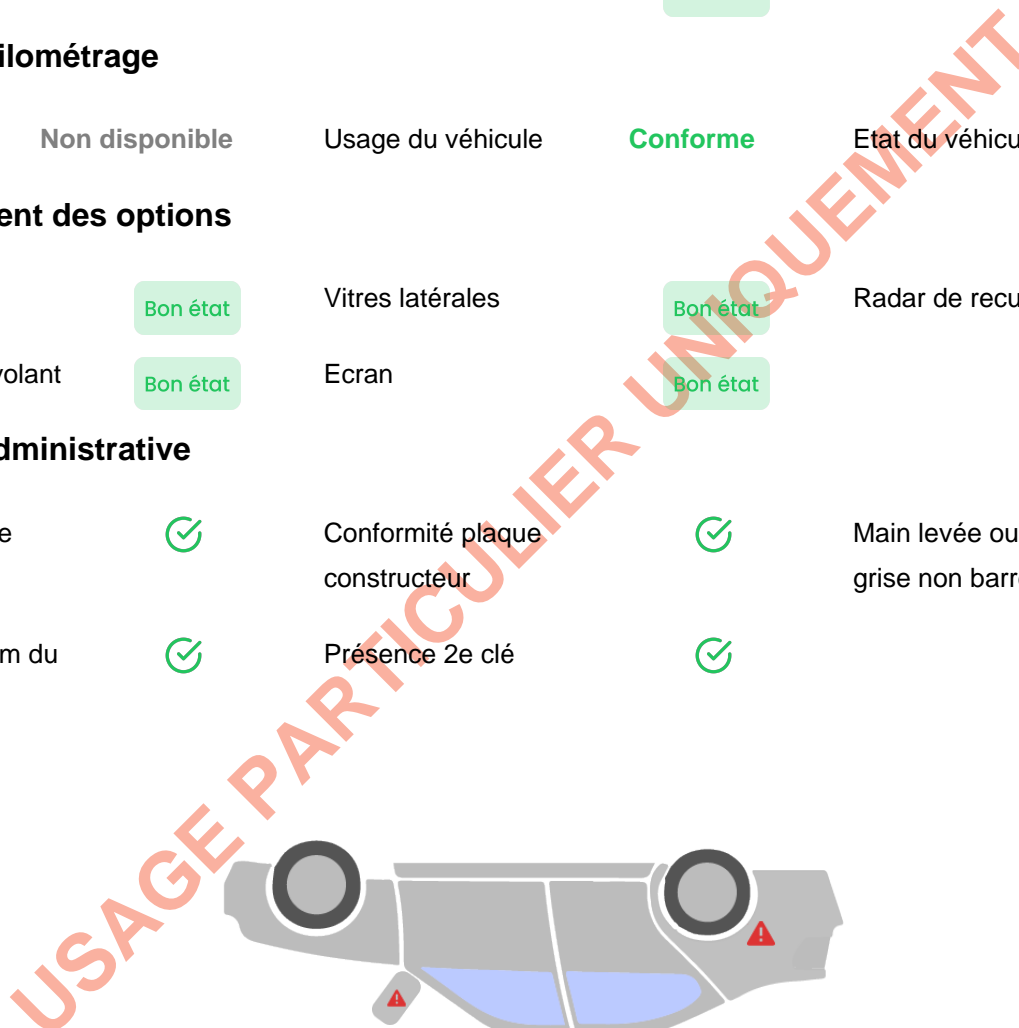 ilométrage
Non disponible Usage du véhicule Conforme Etat du véhicu
ent des options
Bon état Vitres latérales Bon état Radar de recu
volant Bon état Ecran Bon état
dministrative
e Conformité plaque Main levée ou
constructeur grise non barr
m du Présence 2e clé
USAGE PARTICULIER UNIQUEMENT